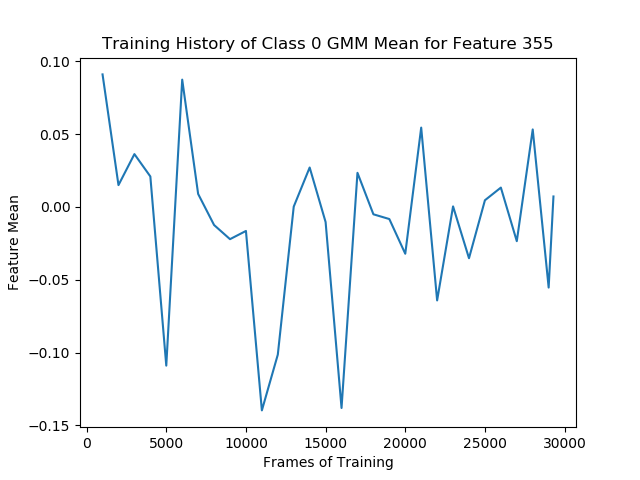 Training History of Class 0 GMM Mean for Feature 355
0.10
0.05
0.00
−0.05
−0.10
−0.15
Feature Mean
0 5000 10000 15000 20000 25000 30000
Frames of Training